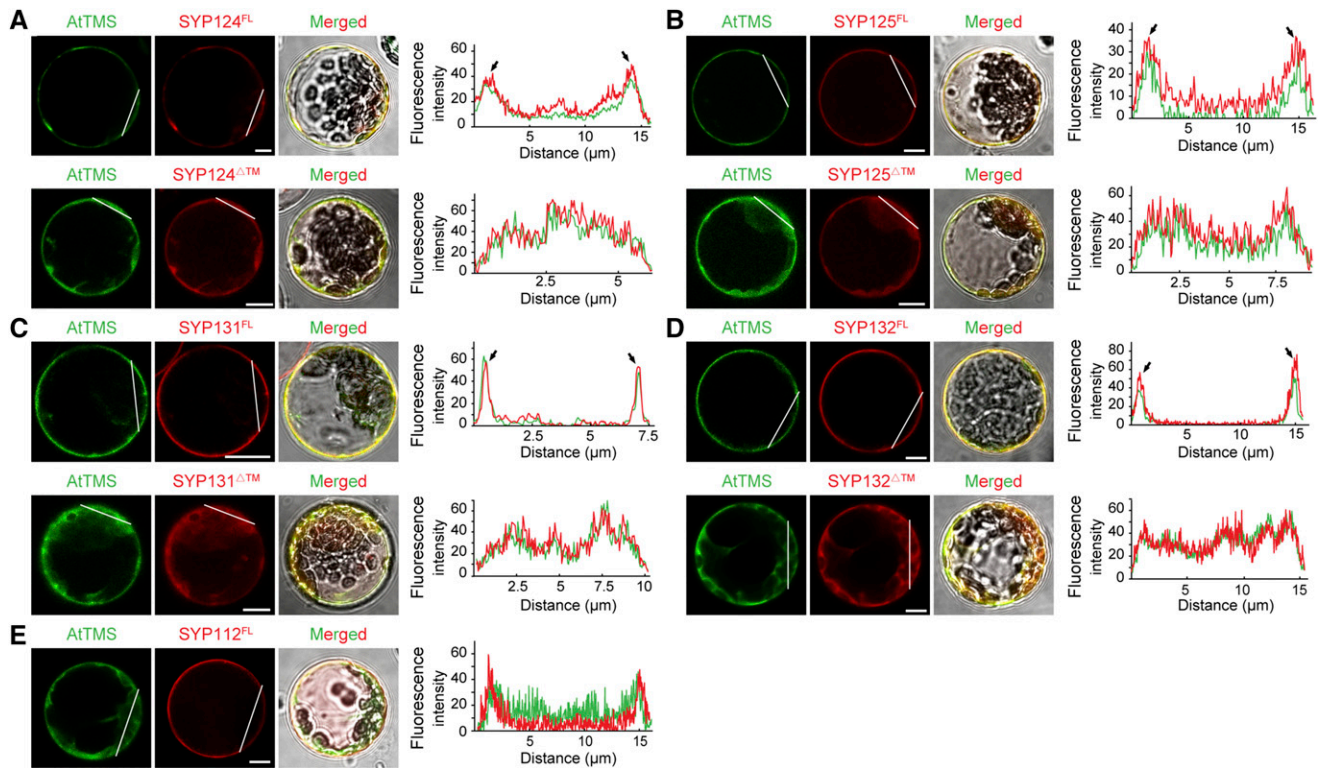 A
AtTMS SYP124FL Merged
Fluorescence intensity
60
40
20
0
5 10 15
Distance (μm)
AtTMS SYP124△TM Merged
Fluorescence intensity
60
40
20
0
2.5 5
Distance (μm)
B
AtTMS SYP125FL Merged
Fluorescence intensity
40
30
20
10
0
5 10 15
Distance (μm)
AtTMS SYP125△TM Merged
Fluorescence intensity
60
40
20
0
2.5 5 7.5
Distance (μm)
C
AtTMS SYP131FL Merged
Fluorescence intensity
60
40
20
0
2.5 5 7.5
Distance (μm)
AtTMS SYP131△TM Merged
Fluorescence intensity
60
40
20
0
2.5 5 7.5 10
Distance (μm)
D
AtTMS SYP132FL Merged
Fluorescence intensity
80
60
40
20
0
5 10 15
Distance (μm)
AtTMS SYP132△TM Merged
Fluorescence intensity
60
40
20
0
5 10 15
Distance (μm)
E
AtTMS SYP112FL Merged
Fluorescence intensity
60
40
20
0
5 10 15
Distance (μm)